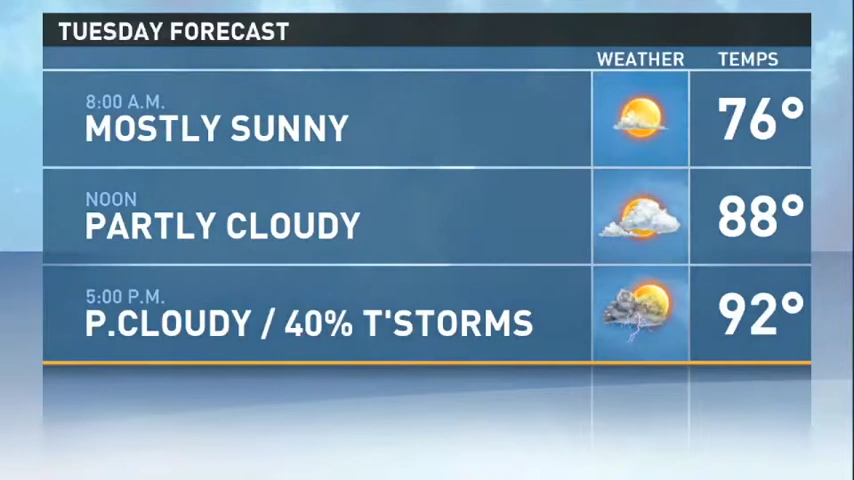 TUESDAY FORECAST
WEATHER TEMPS
8:00 A.M.
MOSTLY SUNNY 76°
NOON
PARTLY CLOUDY 88°
5:00 P.M.
P.CLOUDY / 40% T'STORMS 92°